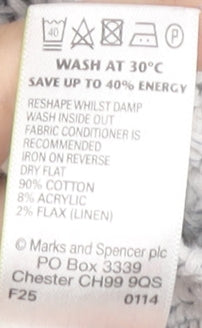 40 P
WASH AT 30°C
SAVE UP TO 40% ENERGY
RESHAPE WHILST DAMP
WASH INSIDE OUT
FABRIC CONDITIONER IS
RECOMMENDED
IRON ON REVERSE
DRY FLAT
90% COTTON
8% ACRYLIC
2% FLAX (LINEN)
© Marks and Spencer plc
PO Box 3339
Chester CH99 9QS
F25 0114